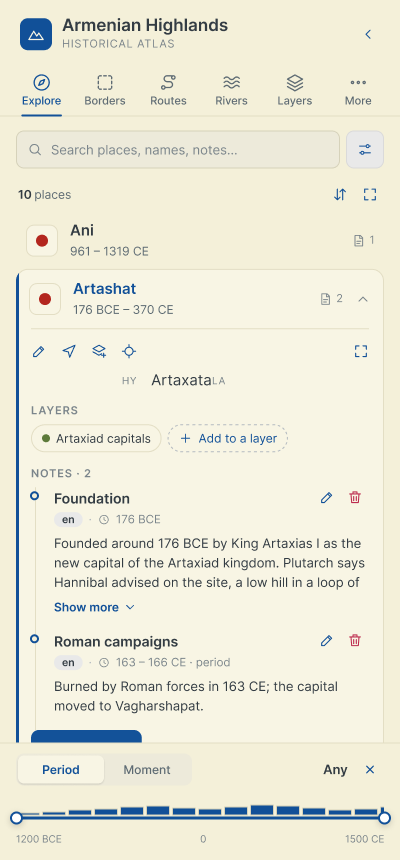 Armenian Highlands
HISTORICAL ATLAS
Explore Borders Routes Rivers Layers More
Search places, names, notes...
10 places
Ani
961 – 1319 CE
1
Artashat
176 BCE – 370 CE
2
HY Artaxata LA
LAYERS
Artaxiad capitals
+ Add to a layer
NOTES · 2
Foundation
en · 176 BCE
Founded around 176 BCE by King Artaxias I as the
new capital of the Artaxiad kingdom. Plutarch says
Hannibal advised on the site, a low hill in a loop of
Show more
Roman campaigns
en · 163 – 166 CE · period
Burned by Roman forces in 163 CE; the capital
moved to Vagharshapat.
Period Moment Any
1200 BCE 0 1500 CE